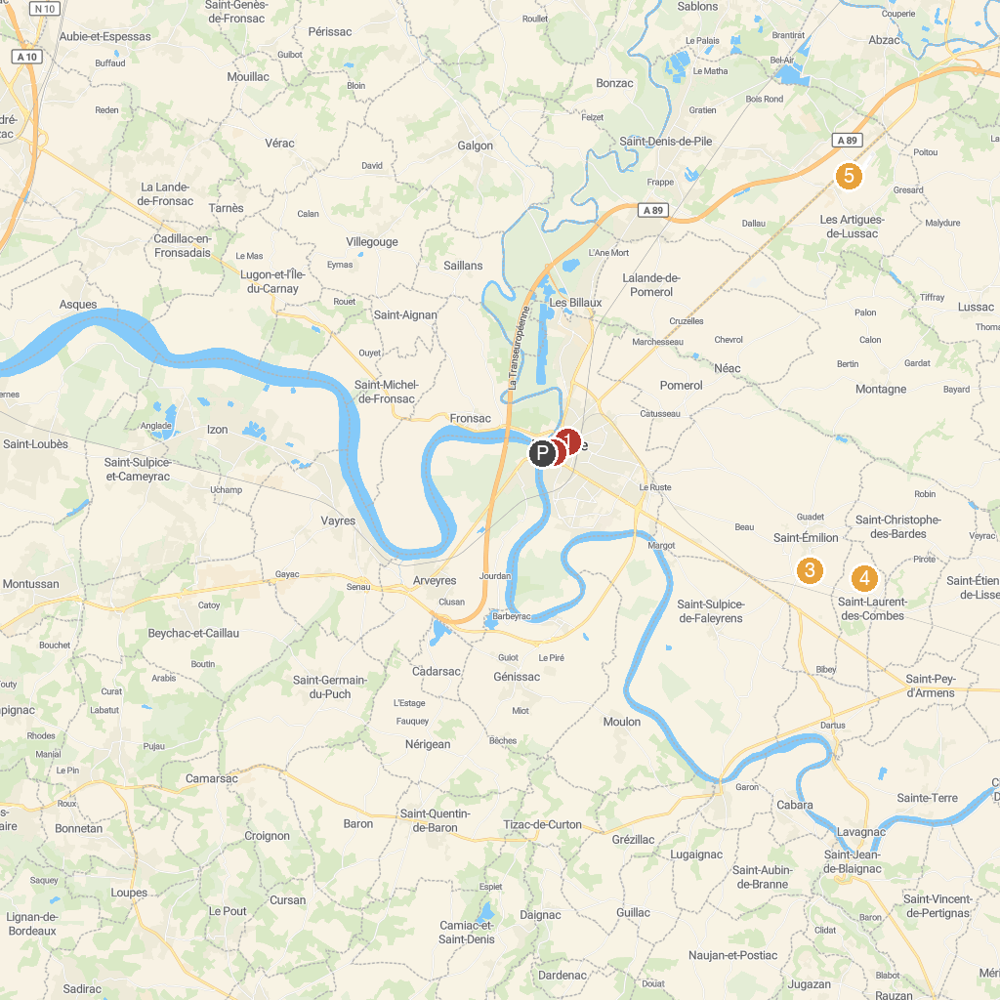 N 10
Saint-Genès-
de-Fronsac
Roullet
Sablons
Couperie
Aubie-et-Espessas
Périssac
Brantirat
Le Palais
Abzac
A 10
Buffaud
Guibot
Bel-Air
Mouillac
Bloin
Bonzac
Le Matha
Bois Rond
Reden
Gratien
Feizet
Vérac
Galgon
Saint-Denis-de-Pile
A 89
Poitou
David
5
La Lande-
de-Fronsac
Frappe
Gresard
Tarnès
Calan
A 89
Dallau
Les Artigues-
de-Lussac
Malydure
Cadillac-en-
Fronsadais
Villegouge
Le Mas
Eymas
Saillans
L'Ane Mort
Lugon-et-l'Île-
du-Carnay
Lalande-de-
Pomerol
Rouet
Tiffray
Asques
Les Billaux
Lussac
Saint-Aignan
Palon
Cruzelles
La Transeuropéenne
Marchesseau
Chevrol
Calon
Ouyet
Néac
Bertin
Gardat
Saint-Michel-
de-Fronsac
Pomerol
Montagne
Bayard
Catusseau
Fronsac
Anglade
Izon
Saint-Loubès
1
P
Saint-Sulpice-
et-Cameyrac
Le Ruste
Uchamp
Robin
Vayres
Guadet
Beau
Saint-Christophe-
des-Bardes
Saint-Émilion
Veyrac
Margot
Pirote
3
4
Gayac
Jourdan
Montussan
Senau
Arveyres
Saint-Laurent-
des-Combes
Clusan
Catoy
Saint-Sulpice-
de-Faleyrens
Barbeyrac
Beychac-et-Caillau
Bouchet
Guiot
Le Piré
Boutin
Cadarsac
Génissac
Bibey
Arabis
Saint-Germain-
du-Puch
Saint-Pey-
d'Armens
Curat
L'Estage
Labatut
Miot
Fauquey
Moulon
Dartus
Rhodes
Nérigean
Bêches
Pujau
Manjal
Le Pin
Camarsac
Garon
Roux
Cabara
Sainte-Terre
Saint-Quentin-
de-Baron
Bonnetan
Baron
Tizac-de-Curton
Lavagnac
Croignon
Grézillac
Lugaignac
Saint-Jean-
de-Blaignac
Saint-Aubin-
de-Branne
Saquey
Loupes
Espiet
Cursan
Saint-Vincent-
de-Pertignas
Le Pout
Daignac
Guillac
Baron
Lignan-de-
Bordeaux
Camiac-et-
Saint-Denis
Clidat
Naujan-et-Postiac
Dardenac
Blabot
Sadirac
Douat
Jugazan
Rauzan